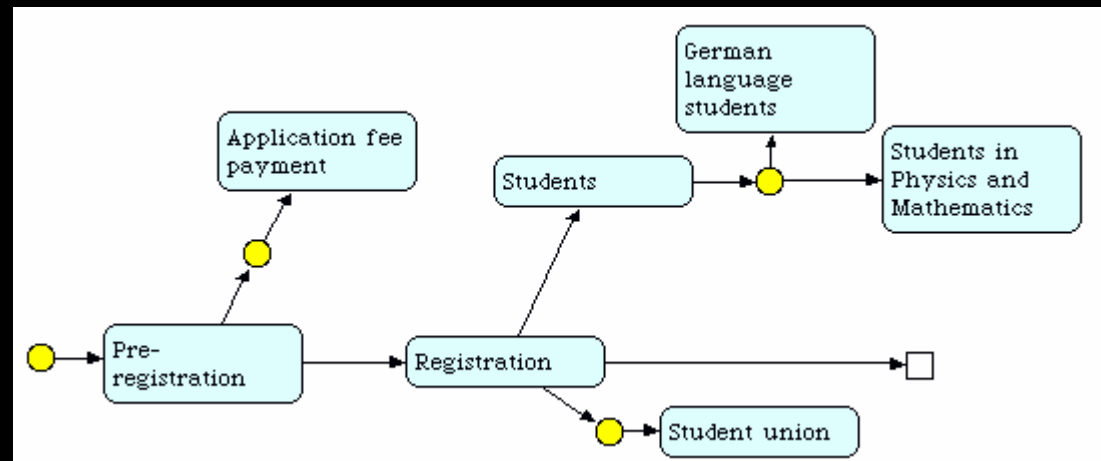 German
language
students
Application fee
payment
Students
Students in
Physics and
Mathematics
Pre-
registration
Registration
Student union